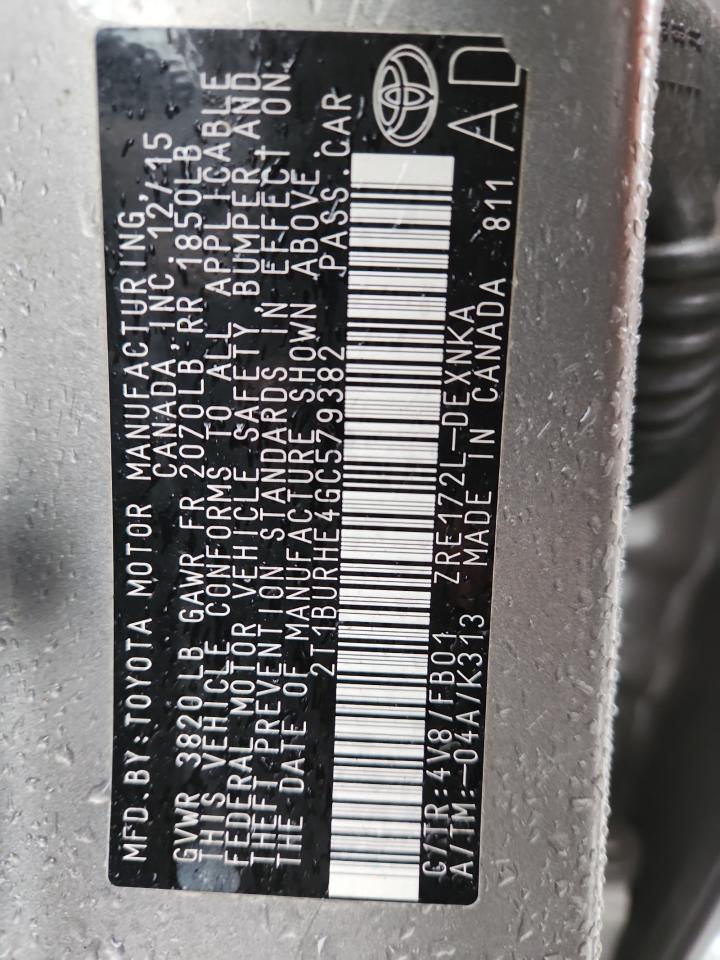 MFD.BY:TOYOTA MOTOR MANUFACTURING,
CANADA,INC.12/15
GVWR 3820LB GAWR FR 2070LB RR 1850LB
THIS VEHICLE CONFORMS TO ALL APPLICABLE
FEDERAL MOTOR VEHICLE SAFETY, BUMPER, AND
THEFT PREVENTION STANDARDS IN EFFECT ON
THE DATE OF MANUFACTURE SHOWN ABOVE.
2T1BURHE4GC579382 PASS.CAR
C/TR:4V8/FB01 ZRE172L-DEXNKA
A/TM:-04A/K313 MADE IN CANADA 811 AD